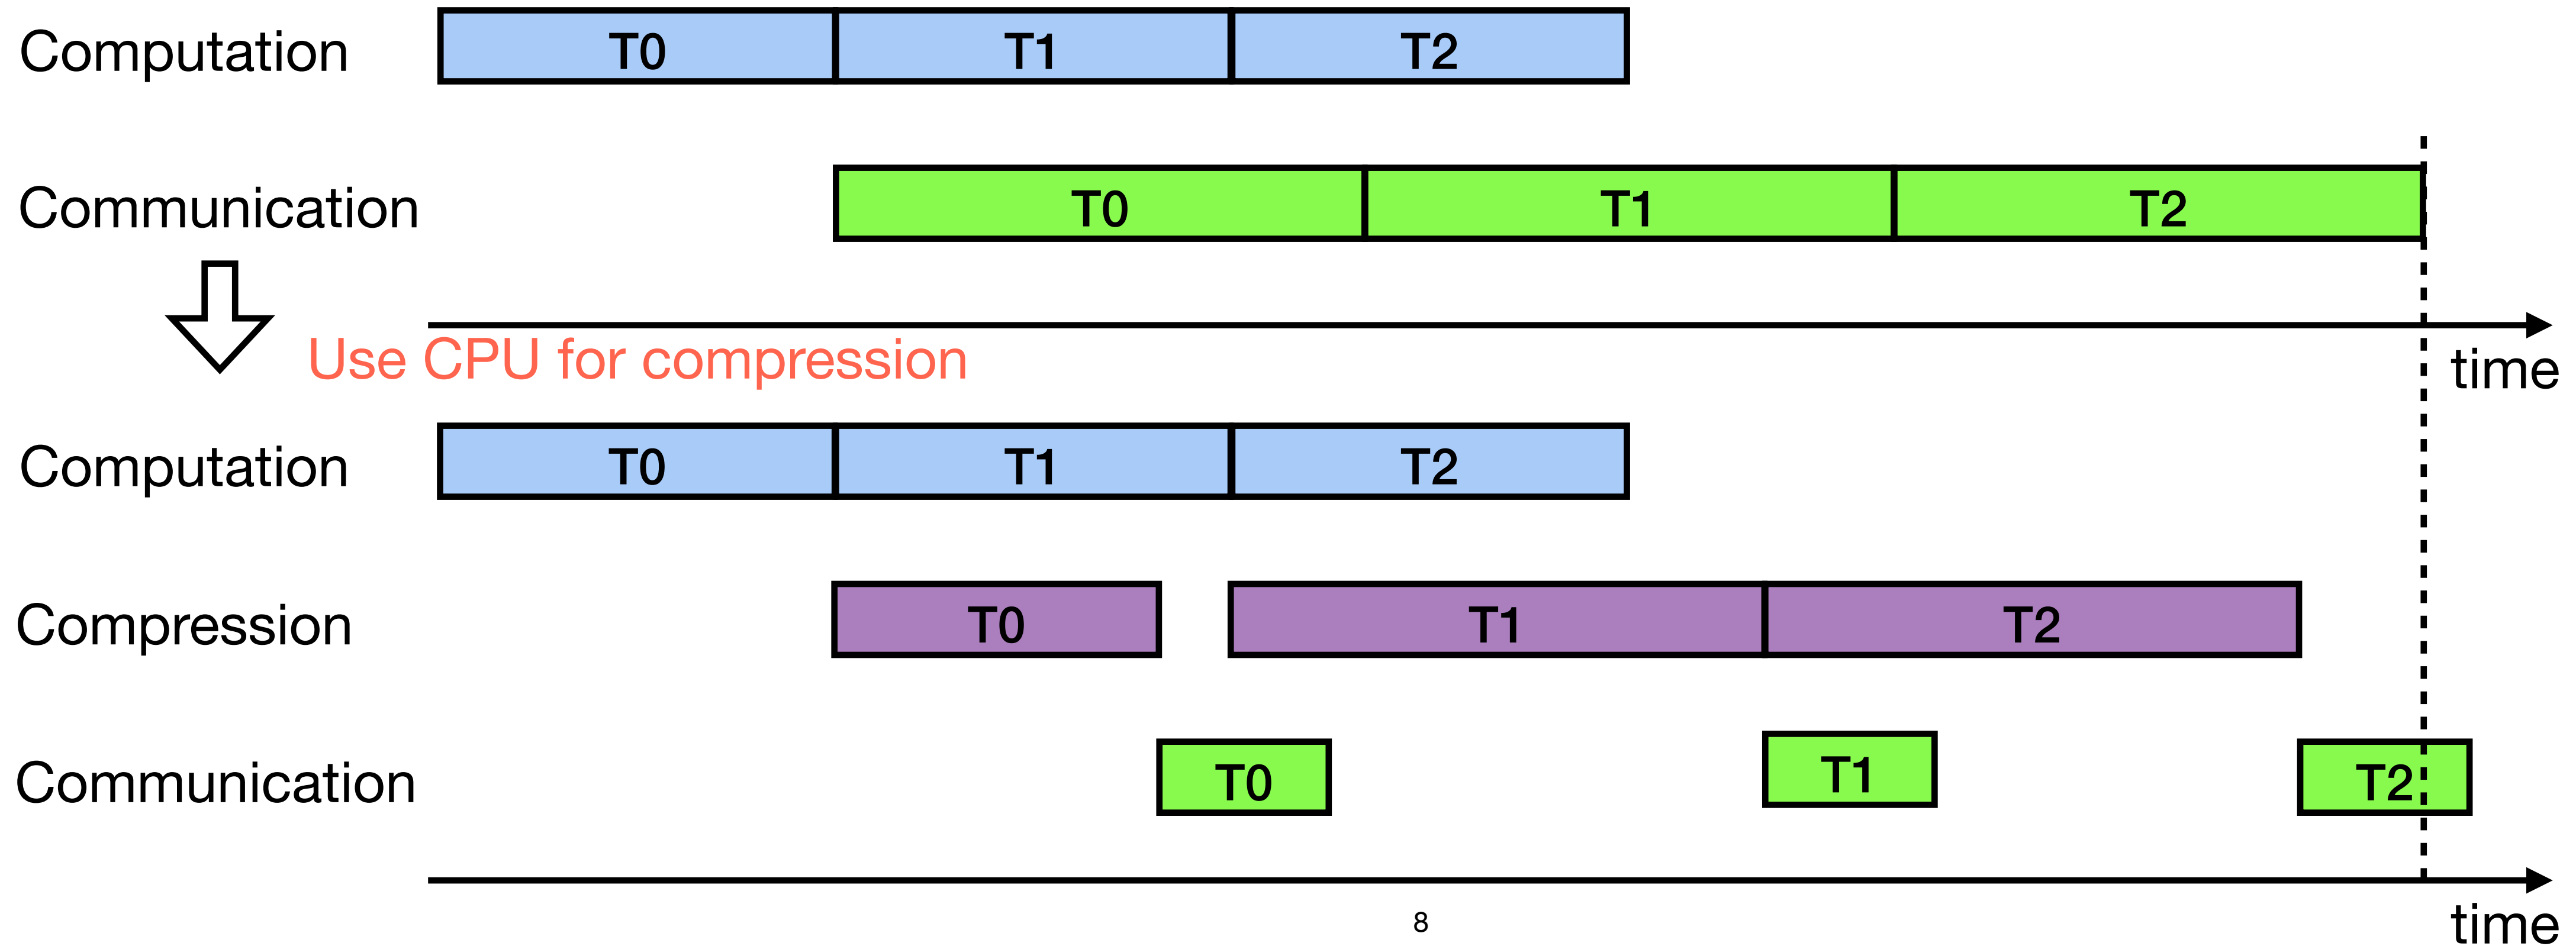 Computation T0 T1 T2
Communication T0 T1 T2
Use CPU for compression
time
Computation T0 T1 T2
Compression T0 T1 T2
Communication T0 T1 T2
8
time